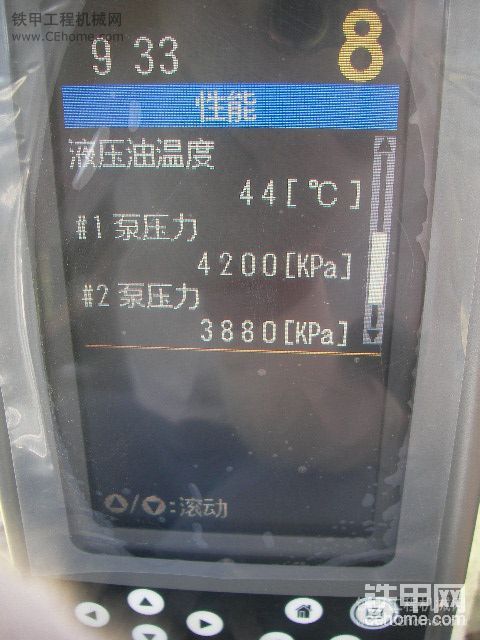 铁甲工程机械网
www.CEhome.com
9 33
8
性能
液压油温度
44[℃]
#1 泵压力
4200[KPa]
#2 泵压力
3880[KPa]
△/▽:滚动
铁甲网